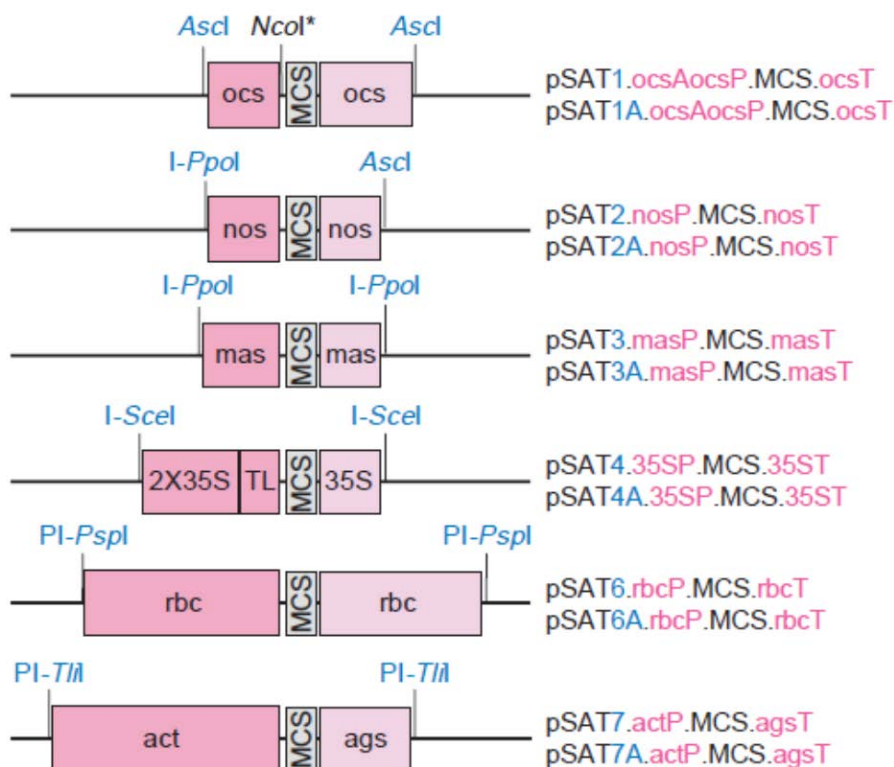 AscI NcoI* AscI
ocs MCS ocs
pSAT1.ocsAocsP.MCS.ocsT
pSAT1A.ocsAocsP.MCS.ocsT
I-PpoI AscI
nos MCS nos
pSAT2.nosP.MCS.nosT
pSAT2A.nosP.MCS.nosT
I-PpoI I-PpoI
mas MCS mas
pSAT3.masP.MCS.masT
pSAT3A.masP.MCS.masT
I-SceI I-SceI
2X35S TL MCS 35S
pSAT4.35SP.MCS.35ST
pSAT4A.35SP.MCS.35ST
PI-PspI PI-PspI
rbc MCS rbc
pSAT6.rbcP.MCS.rbcT
pSAT6A.rbcP.MCS.rbcT
PI-TliI PI-TliI
act MCS ags
pSAT7.actP.MCS.agsT
pSAT7A.actP.MCS.agsT